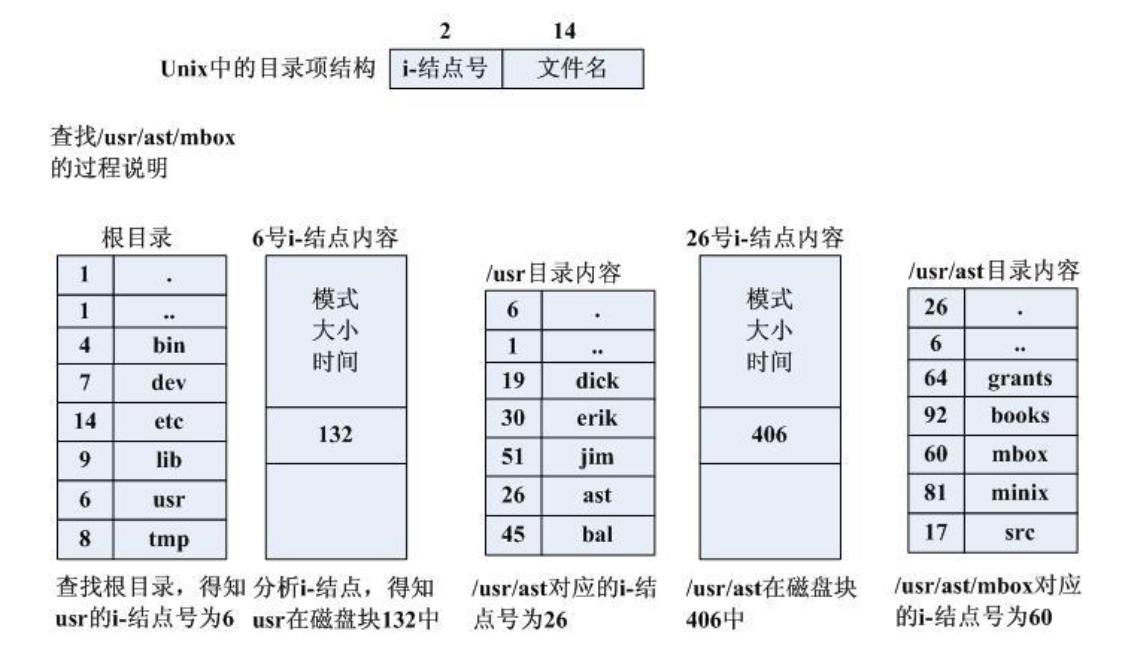 2 14
Unix中的目录项结构 i-结点号 文件名
查找/usr/ast/mbox
的过程说明
根目录
1 .
1 ..
4 bin
7 dev
14 etc
9 lib
6 usr
8 tmp
查找根目录，得知
usr的i-结点号为6
6号i-结点内容
模式
大小
时间
132
分析i-结点，得知
usr在磁盘块132中
/usr目录内容
6 .
1 ..
19 dick
30 erik
51 jim
26 ast
45 bal
/usr/ast对应的i-结
点号为26
26号i-结点内容
模式
大小
时间
406
/usr/ast在磁盘块
406中
/usr/ast目录内容
26 .
6 ..
64 grants
92 books
60 mbox
81 minix
17 src
/usr/ast/mbox对应
的i-结点号为60